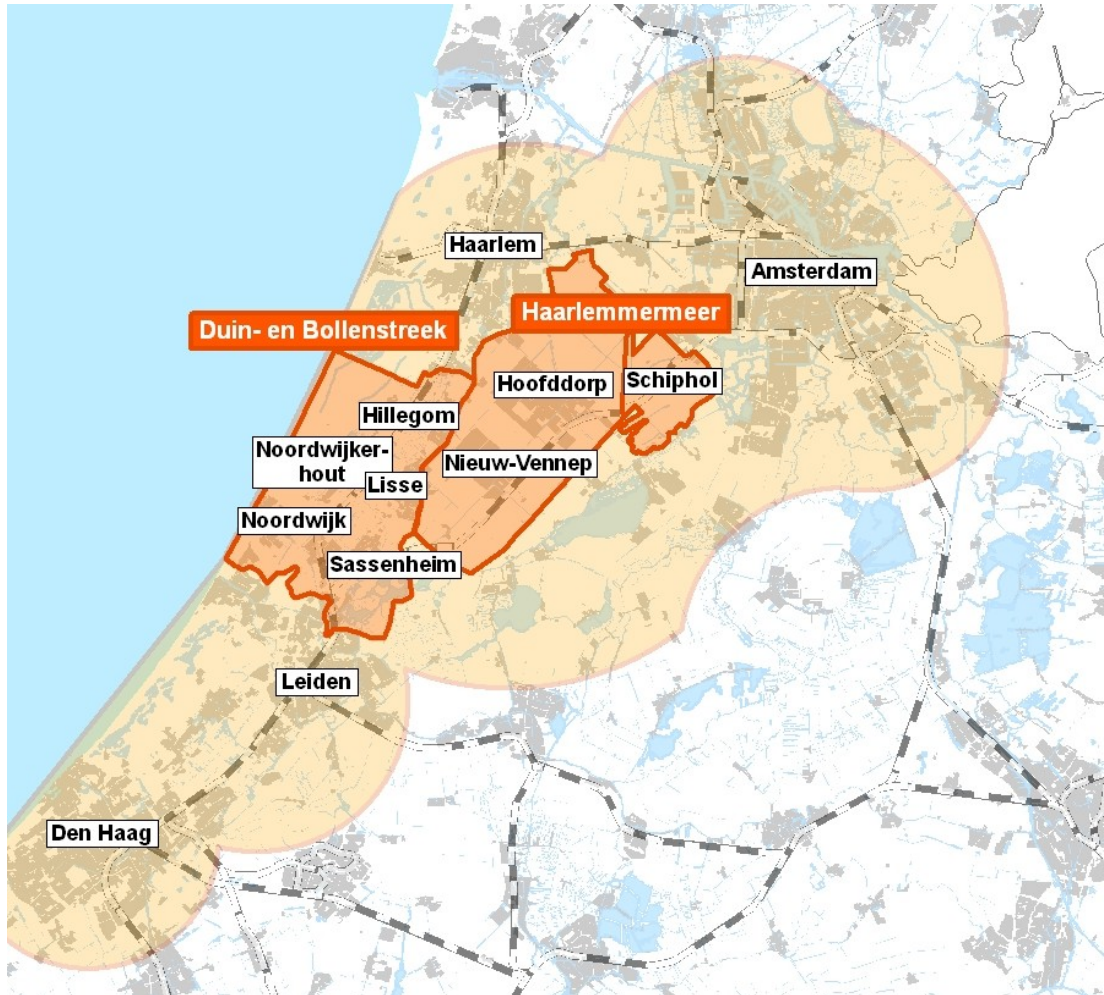 Haarlem
Amsterdam
Haarlemmermeer
Duin- en Bollenstreek
Hoofddorp
Schiphol
Hillegom
Noordwijker-
hout
Nieuw-Vennep
Lisse
Noordwijk
Sassenheim
Leiden
Den Haag